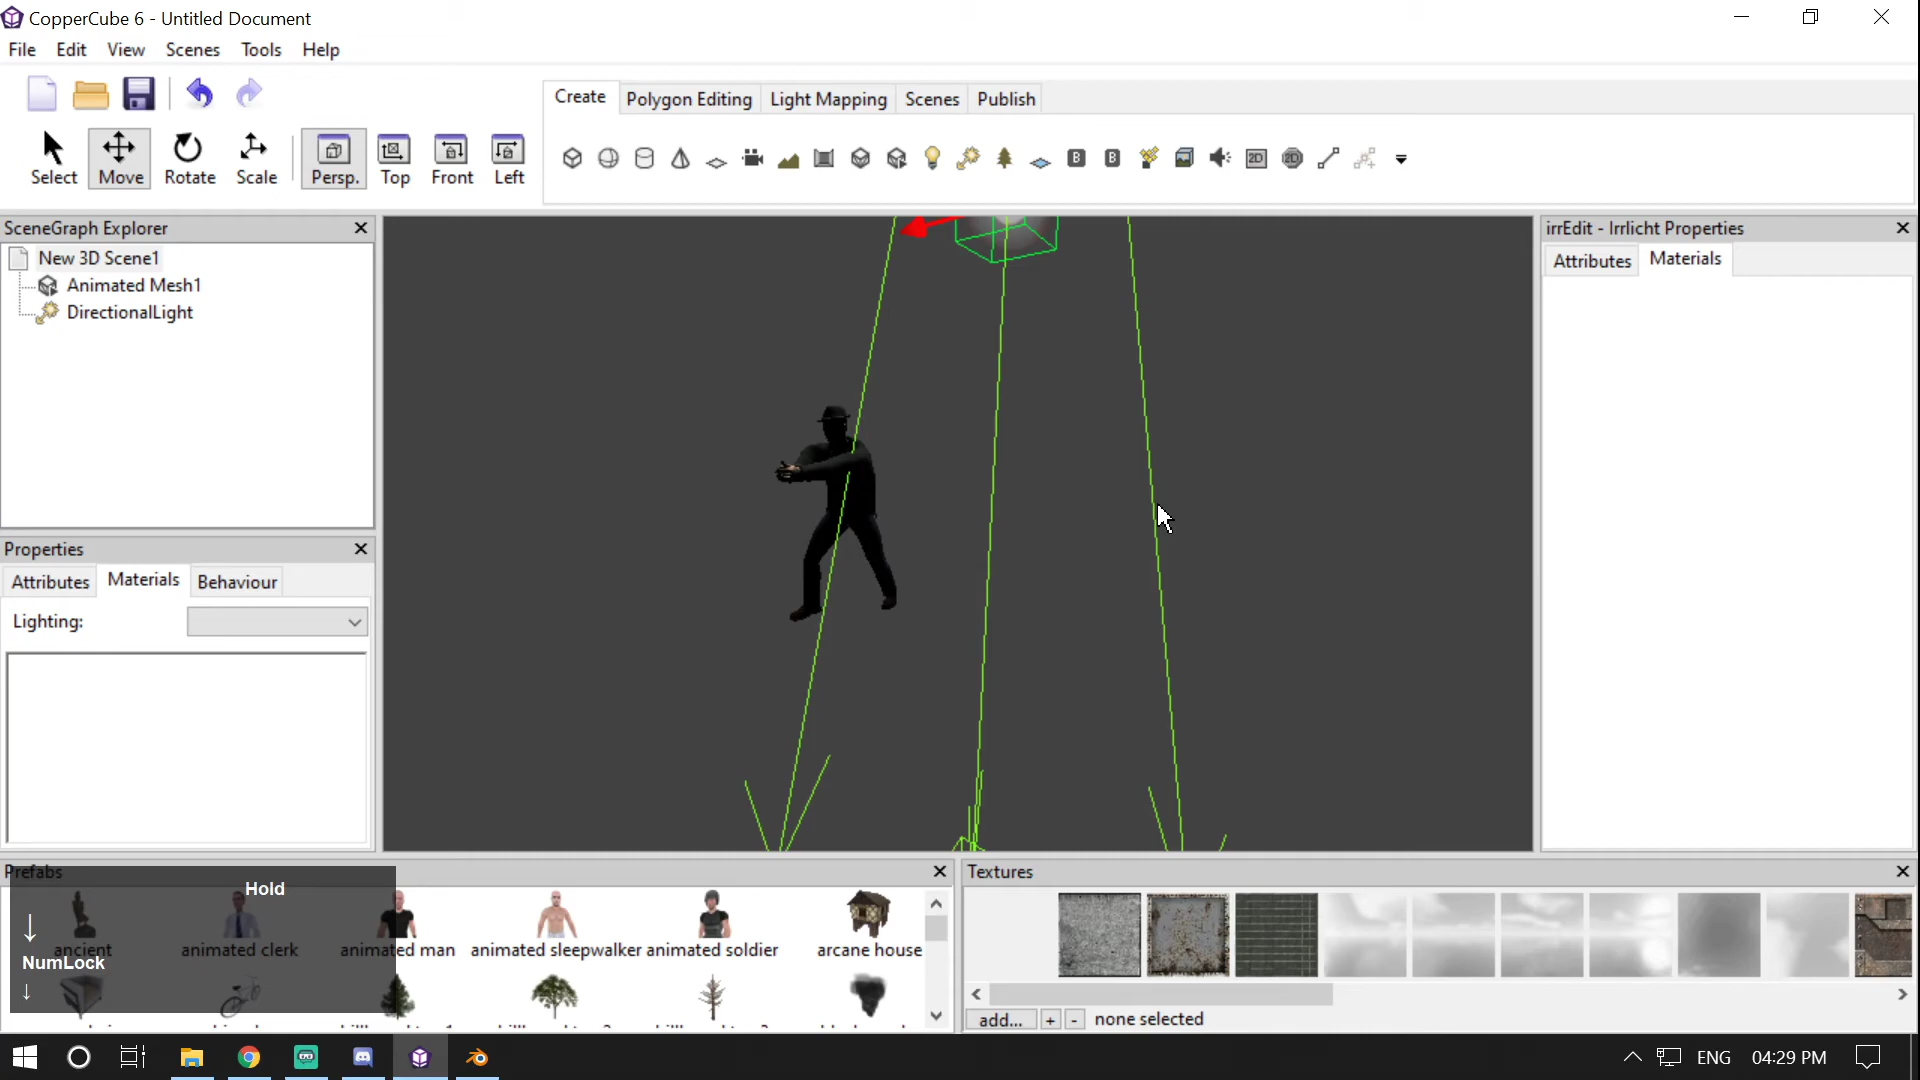 CopperCube 6 - Untitled Document
File Edit View Scenes Tools Help
Create Polygon Editing Light Mapping Scenes Publish
Select Move Rotate Scale Persp. Top Front Left
B B 2D 2D
SceneGraph Explorer
New 3D Scene1
Animated Mesh1
DirectionalLight
irrEdit - Irrlicht Properties
Attributes Materials
Properties
Attributes Materials Behaviour
Lighting:
Prefabs
Hold
ancient animated clerk animated man animated sleepwalker animated soldier arcane house
↓
NumLock
↓
Textures
add... + - none selected
ENG 04:29 PM